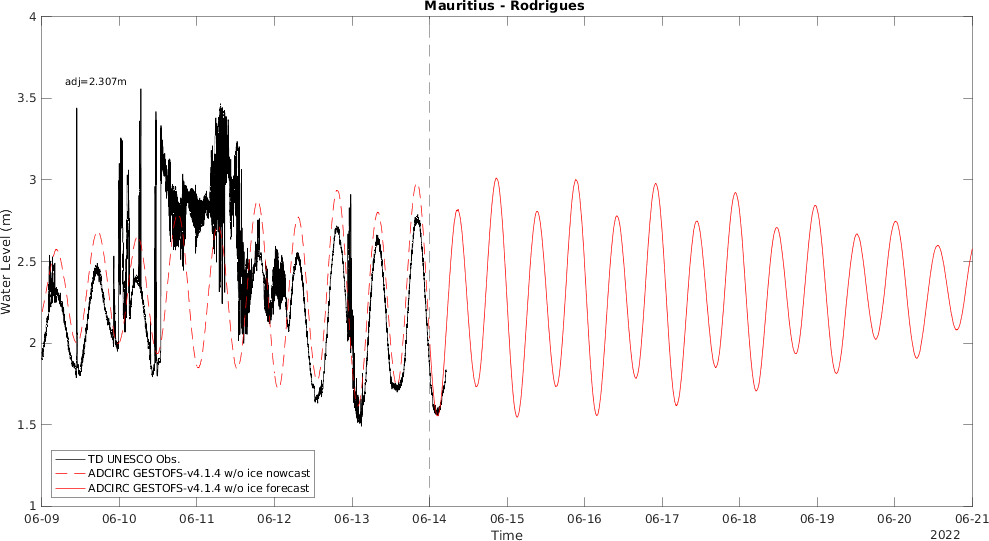 Mauritius - Rodrigues
4
3.5
3
2.5
2
1.5
1
Water Level (m)
adj=2.307m
TD UNESCO Obs.
ADCIRC GESTOFS-v4.1.4 w/o ice nowcast
ADCIRC GESTOFS-v4.1.4 w/o ice forecast
06-09 06-10 06-11 06-12 06-13 06-14 06-15 06-16 06-17 06-18 06-19 06-20 06-21
Time
2022